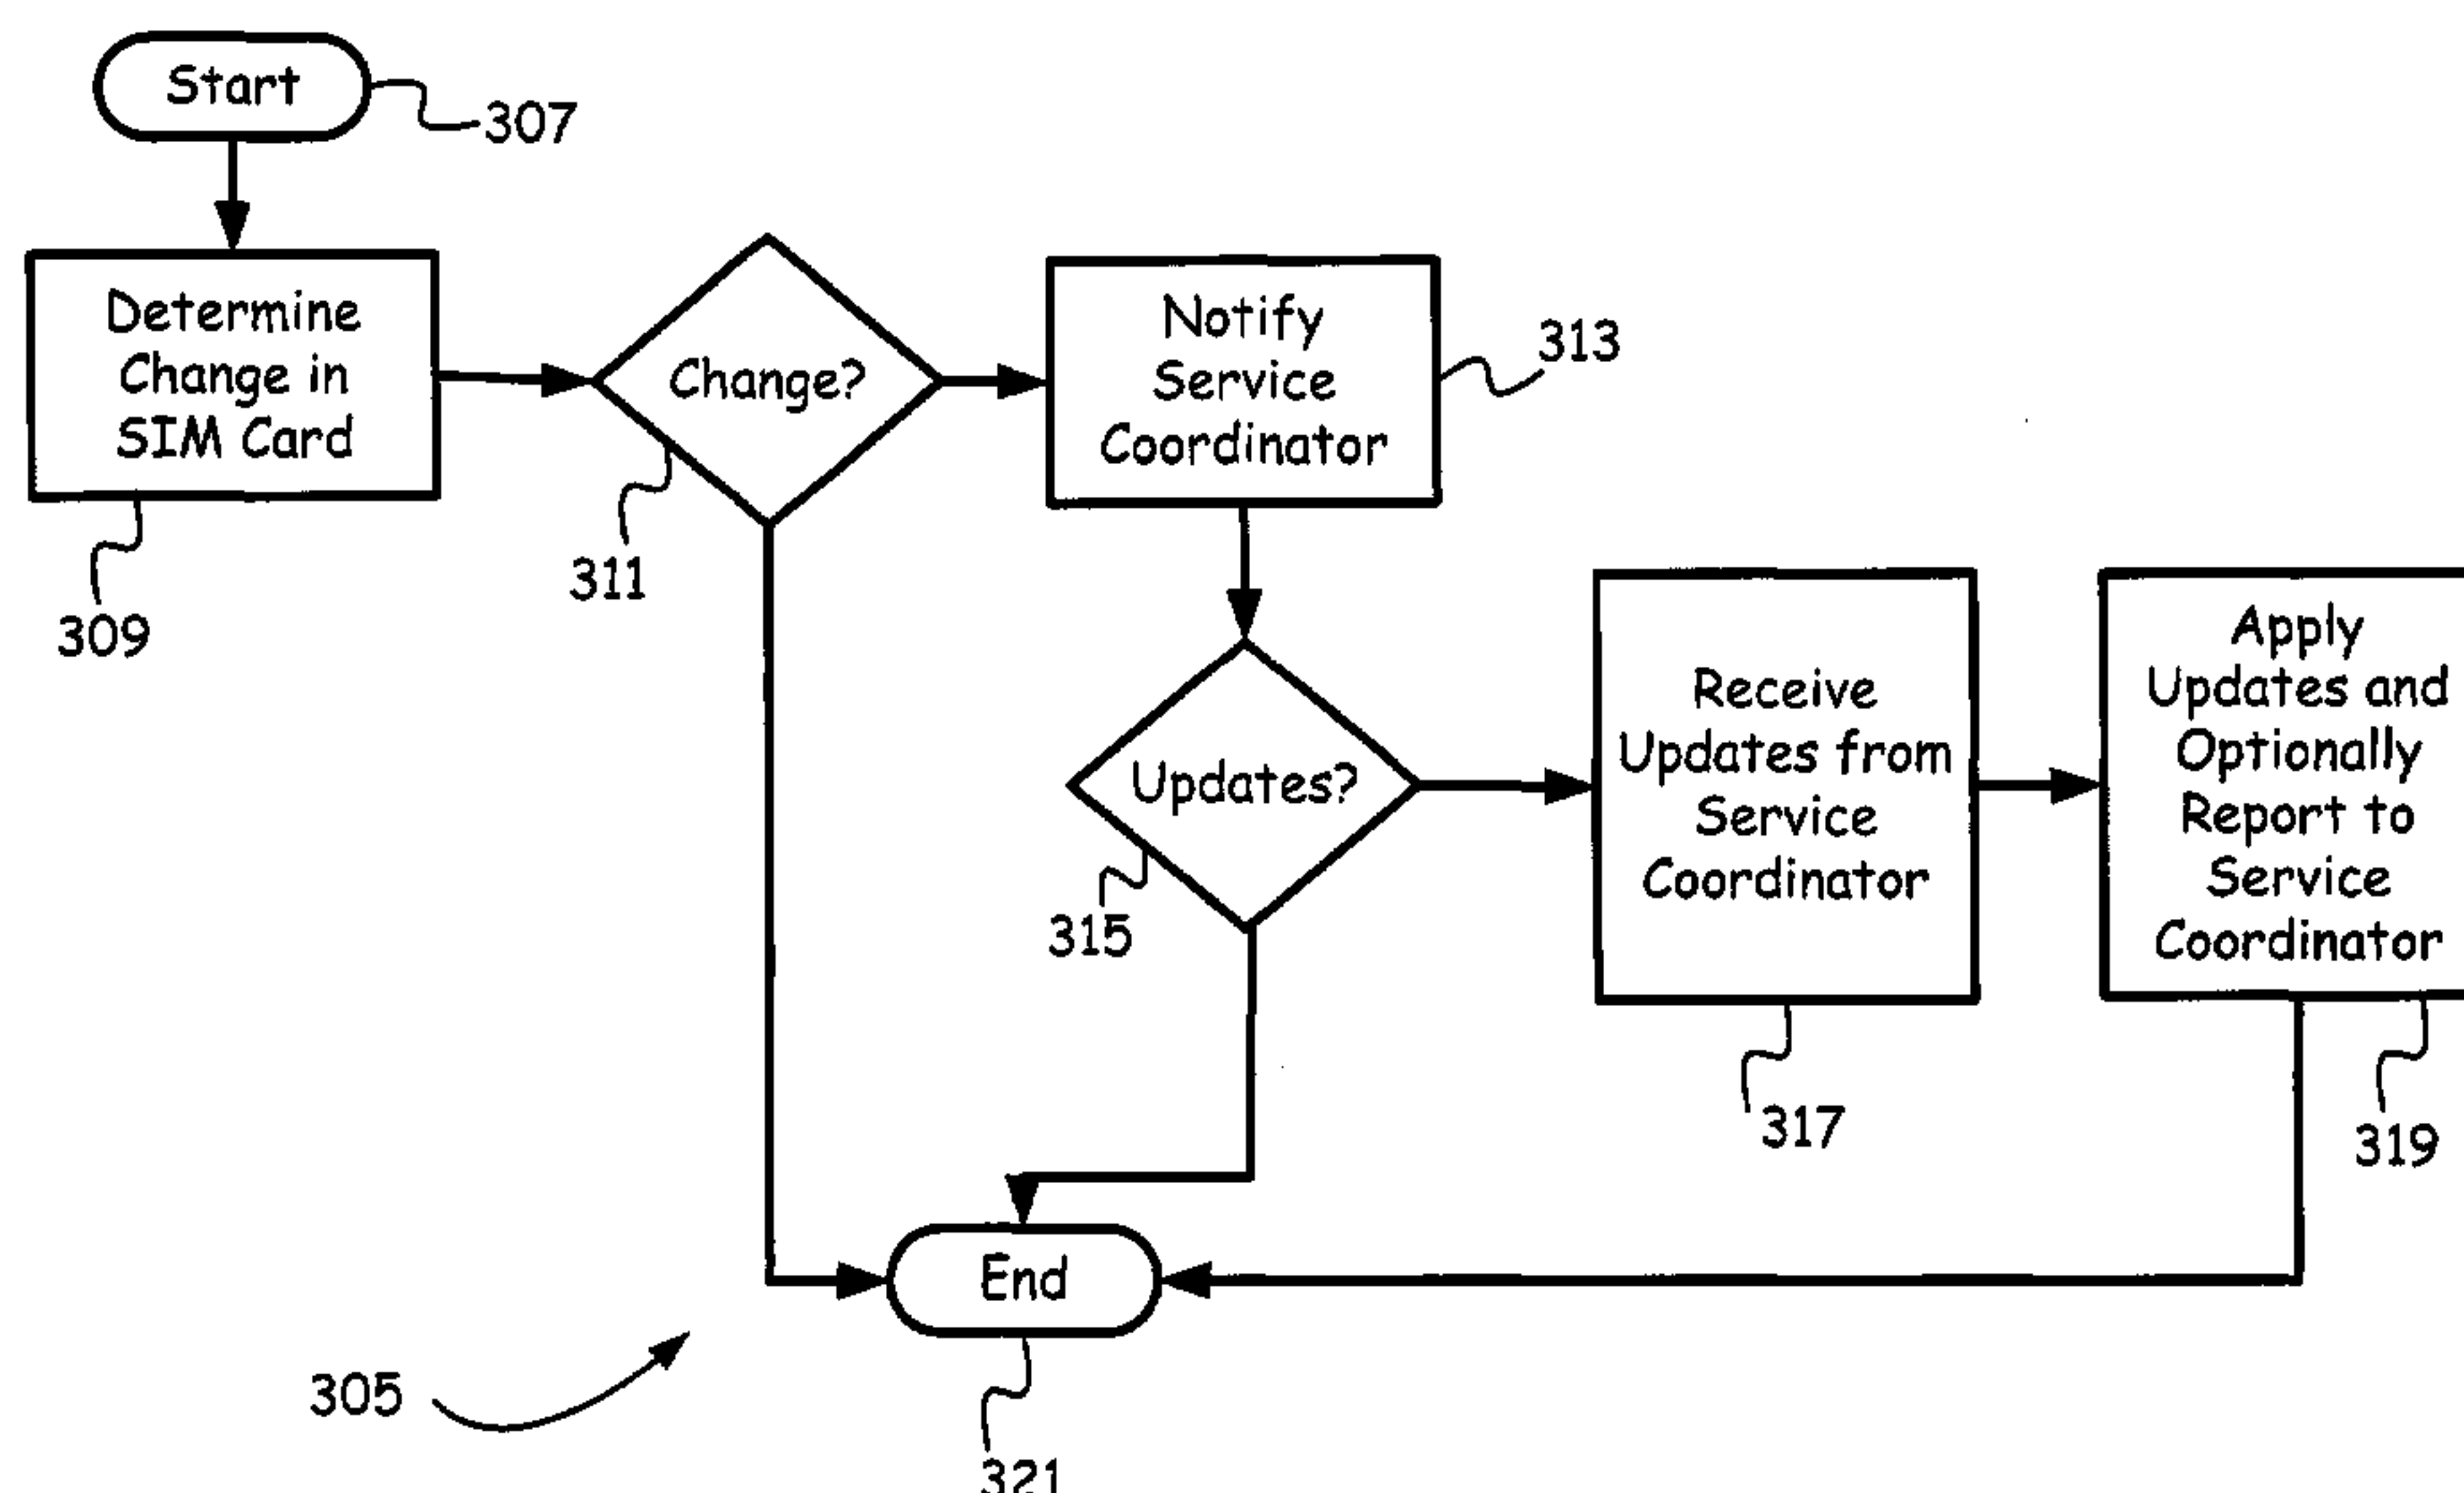 Start
307
Determine
Change in
SIM Card
309
Change?
311
Notify
Service
Coordinator
313
Updates?
315
Receive
Updates from
Service
Coordinator
317
Apply
Updates and
Optionally
Report to
Service
Coordinator
319
End
321
305